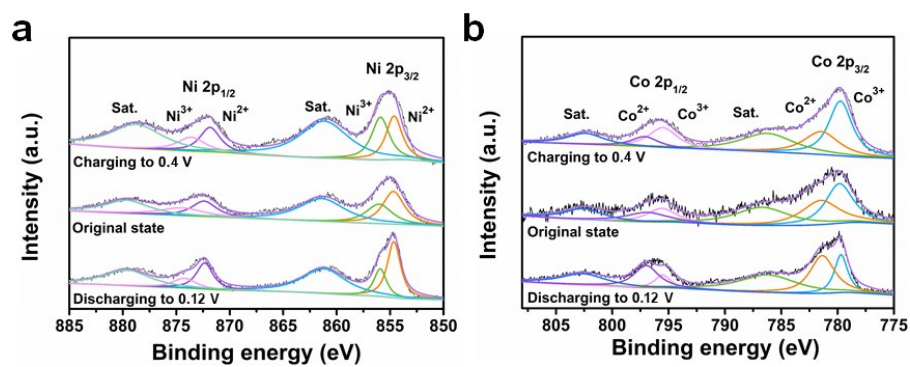 a
Intensity (a.u.)
Ni 2p3/2
Ni 2p1/2
Sat.
Ni3+
Ni2+
Sat.
Ni3+
Ni2+
Charging to 0.4 V
Original state
Discharging to 0.12 V
885 880 875 870 865 860 855 850
Binding energy (eV)
b
Intensity (a.u.)
Co 2p3/2
Co 2p1/2
Sat.
Co2+
Co3+
Sat.
Co2+
Co3+
Charging to 0.4 V
Original state
Discharging to 0.12 V
805 800 795 790 785 780 775
Binding energy (eV)